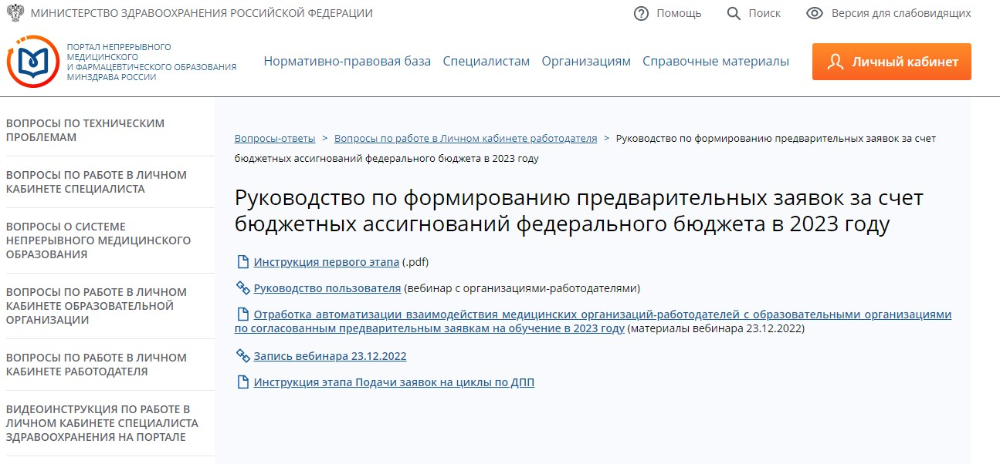 МИНИСТЕРСТВО ЗДРАВООХРАНЕНИЯ РОССИЙСКОЙ ФЕДЕРАЦИИ
Помощь
Поиск
Версия для слабовидящих
ПОРТАЛ НЕПРЕРЫВНОГО
МЕДИЦИНСКОГО
И ФАРМАЦЕВТИЧЕСКОГО ОБРАЗОВАНИЯ
МИНЗДРАВА РОССИИ
Нормативно-правовая база
Специалистам
Организациям
Справочные материалы
Личный кабинет
ВОПРОСЫ ПО ТЕХНИЧЕСКИМ
ПРОБЛЕМАМ
ВОПРОСЫ ПО РАБОТЕ В ЛИЧНОМ
КАБИНЕТЕ СПЕЦИАЛИСТА
ВОПРОСЫ О СИСТЕМЕ
НЕПРЕРЫВНОГО МЕДИЦИНСКОГО
ОБРАЗОВАНИЯ
ВОПРОСЫ ПО РАБОТЕ В ЛИЧНОМ
КАБИНЕТЕ ОБРАЗОВАТЕЛЬНОЙ
ОРГАНИЗАЦИИ
ВОПРОСЫ ПО РАБОТЕ В ЛИЧНОМ
КАБИНЕТЕ РАБОТОДАТЕЛЯ
ВИДЕОИНСТРУКЦИЯ ПО РАБОТЕ В
ЛИЧНОМ КАБИНЕТЕ СПЕЦИАЛИСТА
ЗДРАВООХРАНЕНИЯ НА ПОРТАЛЕ
Вопросы-ответы > Вопросы по работе в Личном кабинете работодателя > Руководство по формированию предварительных заявок за счет
бюджетных ассигнований федерального бюджета в 2023 году
Руководство по формированию предварительных заявок за счет
бюджетных ассигнований федерального бюджета в 2023 году
Инструкция первого этапа (.pdf)
Руководство пользователя (вебинар с организациями-работодателями)
Отработка автоматизации взаимодействия медицинских организаций-работодателей с образовательными организациями
по согласованным предварительным заявкам на обучение в 2023 году (материалы вебинара 23.12.2022)
Запись вебинара 23.12.2022
Инструкция этапа Подачи заявок на циклы по ДПП